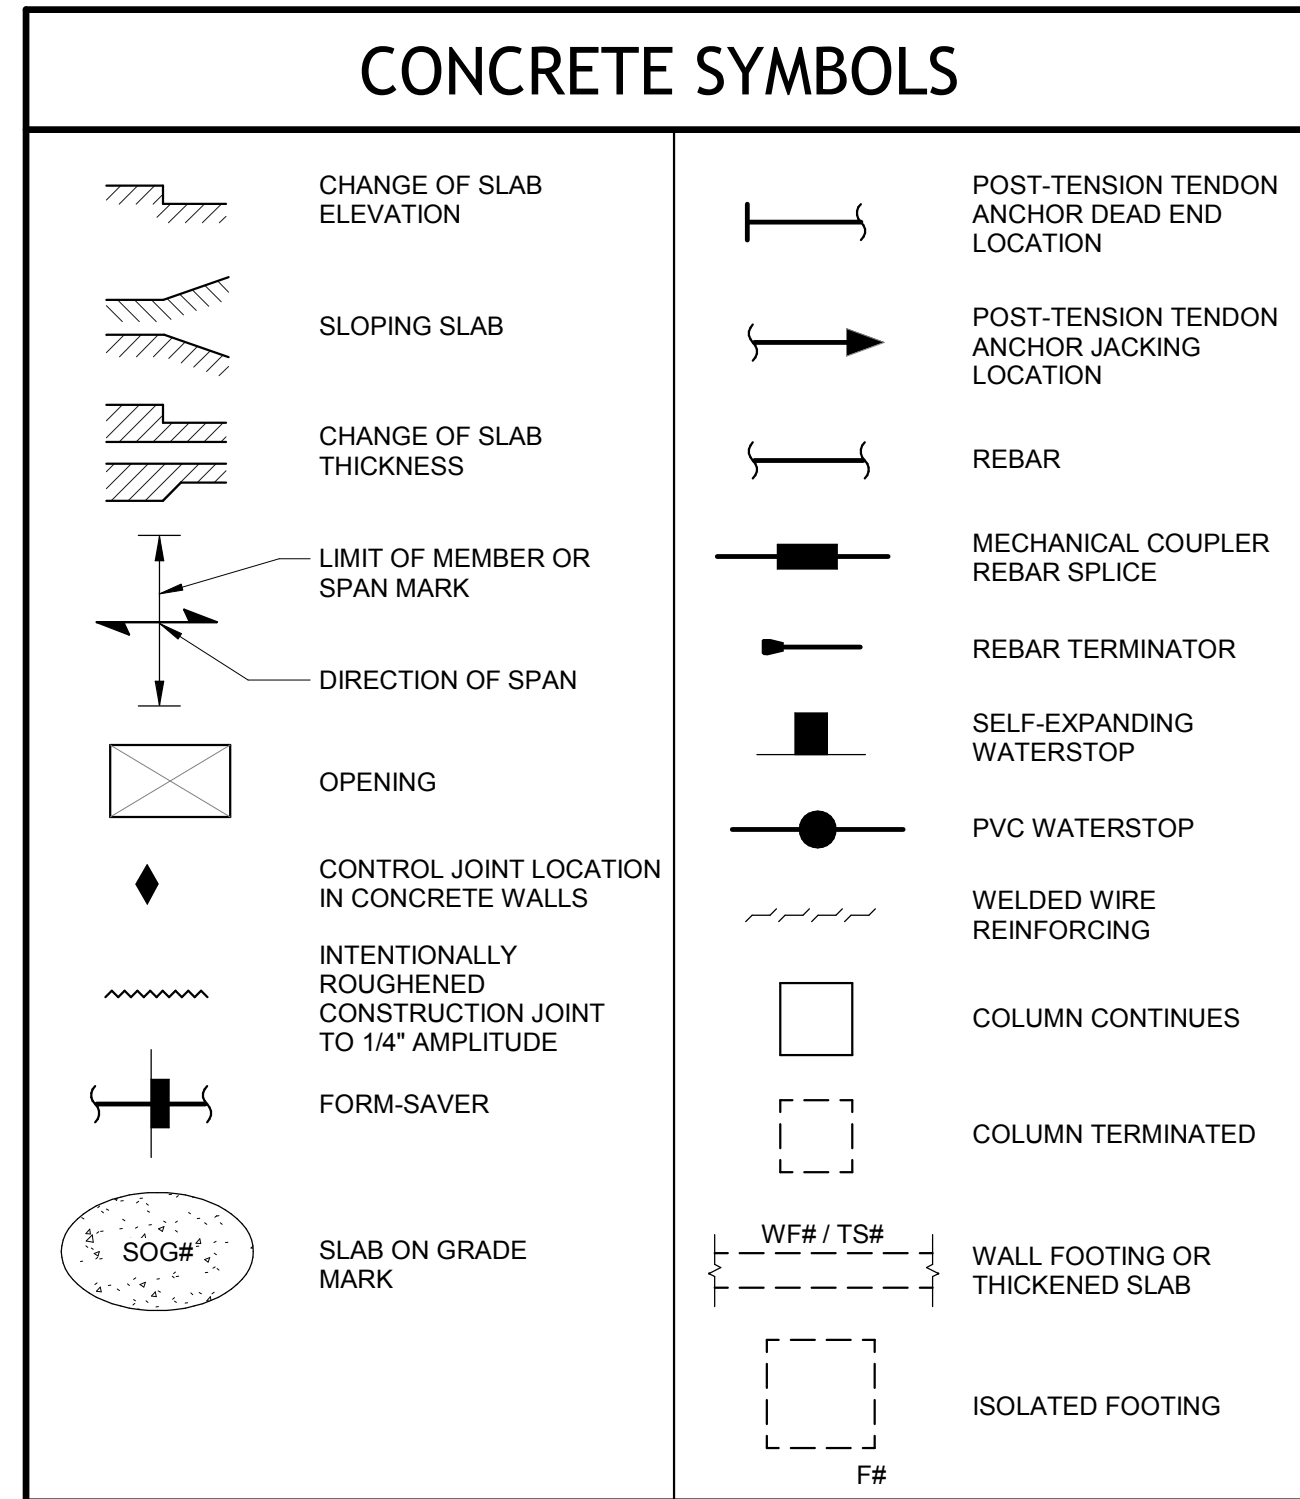 CONCRETE SYMBOLS
CHANGE OF SLAB
ELEVATION
SLOPING SLAB
CHANGE OF SLAB
THICKNESS
LIMIT OF MEMBER OR
SPAN MARK
DIRECTION OF SPAN
OPENING
CONTROL JOINT LOCATION
IN CONCRETE WALLS
INTENTIONALLY
ROUGHENED
CONSTRUCTION JOINT
TO 1/4" AMPLITUDE
FORM-SAVER
SOG#
SLAB ON GRADE
MARK
POST-TENSION TENDON
ANCHOR DEAD END
LOCATION
POST-TENSION TENDON
ANCHOR JACKING
LOCATION
REBAR
MECHANICAL COUPLER
REBAR SPLICE
REBAR TERMINATOR
SELF-EXPANDING
WATERSTOP
PVC WATERSTOP
WELDED WIRE
REINFORCING
COLUMN CONTINUES
COLUMN TERMINATED
WF# / TS#
WALL FOOTING OR
THICKENED SLAB
ISOLATED FOOTING
F#